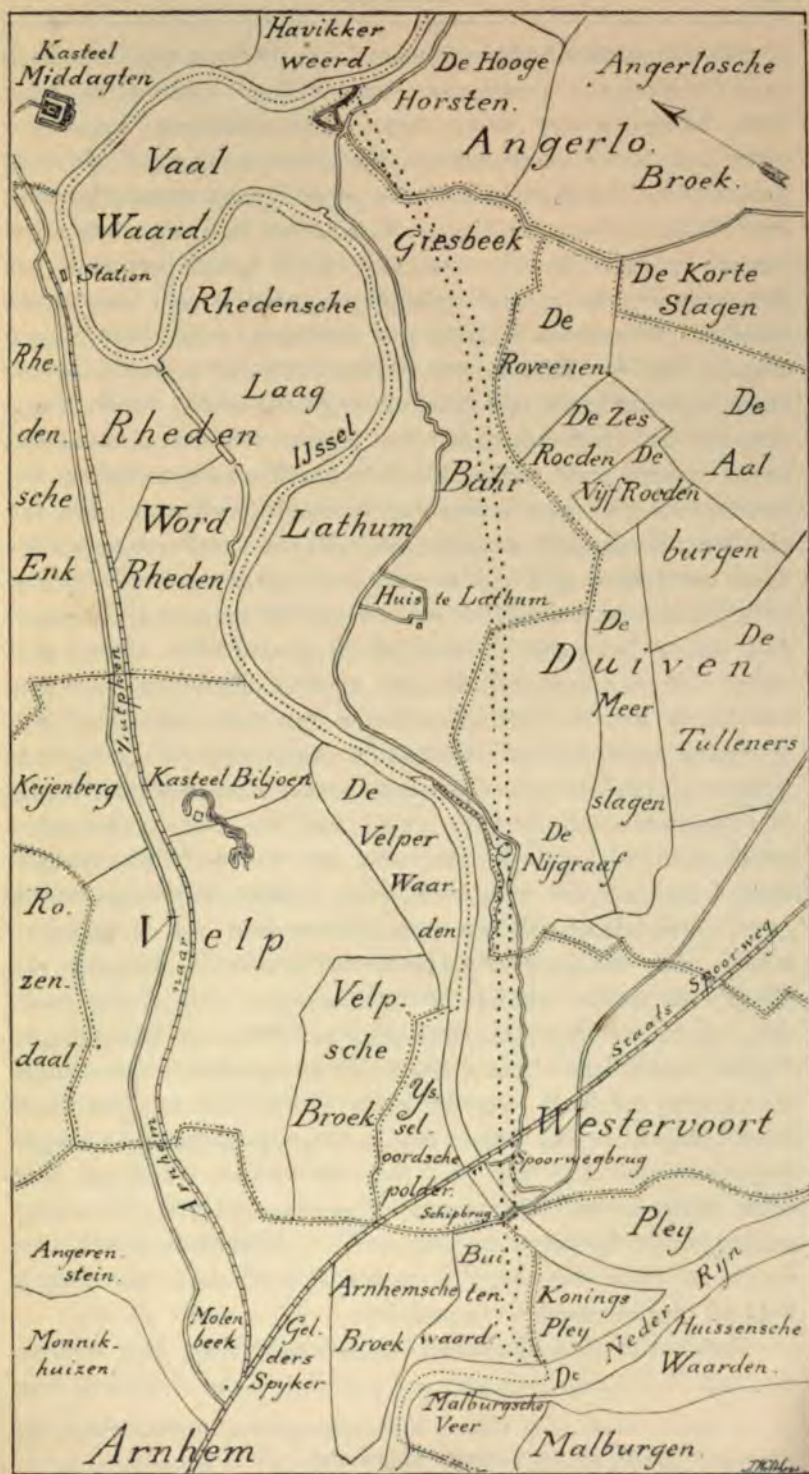 Kasteel
Middagten
Havikker
weerd.
De Hooge
Horsten.
Angerlosche
Broek.
Angerlo.
Vaal
Waard.
Station
Giesbeek
De Korte
Slagen
Rhedensche
Laag
De
Roveenen.
Rhe.
den.
sche
Enk
Rheden
IJssel
De Zes
Roeden
De
Vijf Roeden
De
Aal
burgen
Bahr
Word
Rheden
Lathum
Huis te Lathum
De
Meer
slagen
Duiven
De
Tulleners
Zutphen
naar
Arnhem
Keijenberg
Kasteel Biljoen
De
Velper
Waar.
den
De
Nijgraaf
Ro.
zen.
daal
Velp
Velp.
sche
Broek
Staats Spoorweg
Ys.
sel.
oordsche
polder.
Westervoort
Spoorwegbrug
Schipbrug
Pley
Angeren.
stein.
Monnik.
huizen.
Molen
beek
Gel.
ders
Spyker
Arnhemsche
Broek
Bui
ten.
waard
Konings
Pley
De Neder Rijn
Huissensche
Waarden.
Malburgsche
Veer
Arnhem
Malburgen.